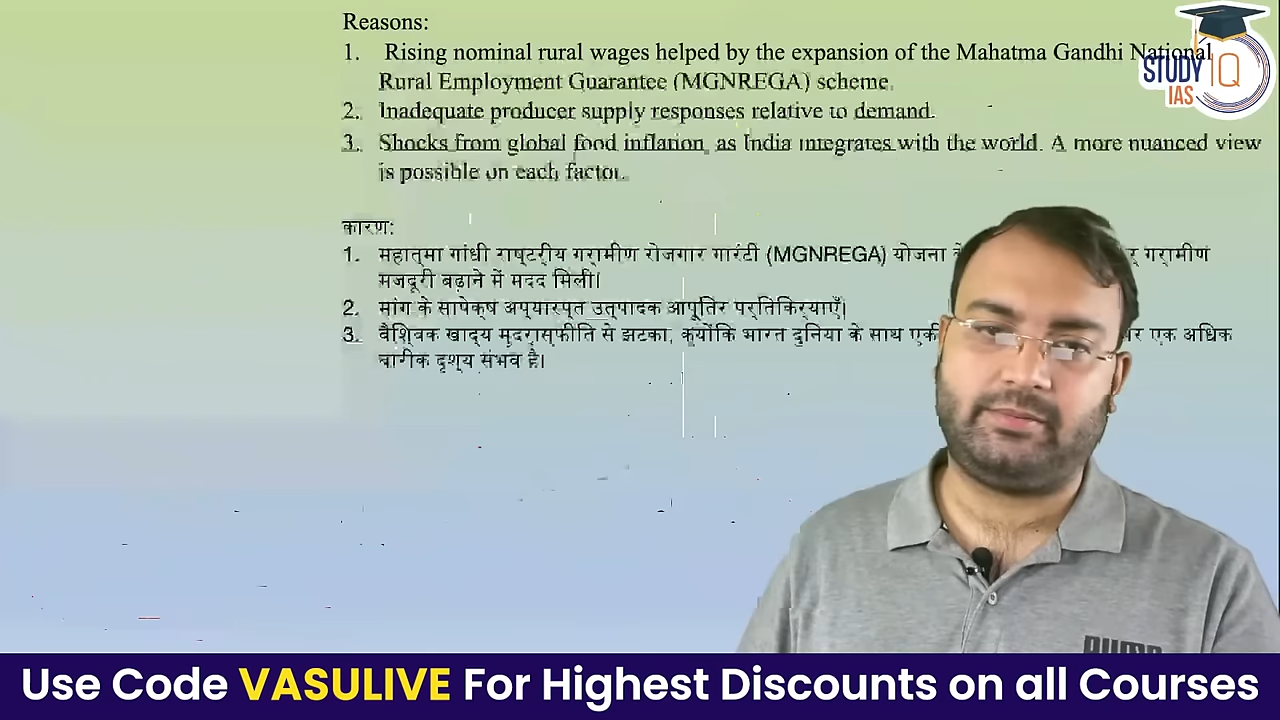 Reasons:
1. Rising nominal rural wages helped by the expansion of the Mahatma Gandhi National
Rural Employment Guarantee (MGNREGA) scheme.
2. Inadequate producer supply responses relative to demand.
3. Shocks from global food inflation, as India integrates with the world. A more nuanced view
is possible on each factor.
STUDY IQ
IAS
कारण:
1. महात्मा गांधी राष्ट्रीय ग्रामीण रोजगार गारंटी (MGNREGA) योजना ग्रामीण
मजदूरी बढ़ाने में मदद मिली।
2. मांग के सापेक्ष अपर्याप्त उत्पादक आपूर्ति प्रतिक्रियाएँ।
3. वैश्विक खाद्य मुद्रास्फीति से झटका, क्योंकि भारत दुनिया के साथ एक अधिक
बारीक दृश्य संभव है।
PUMA
Use Code VASULIVE For Highest Discounts on all Courses